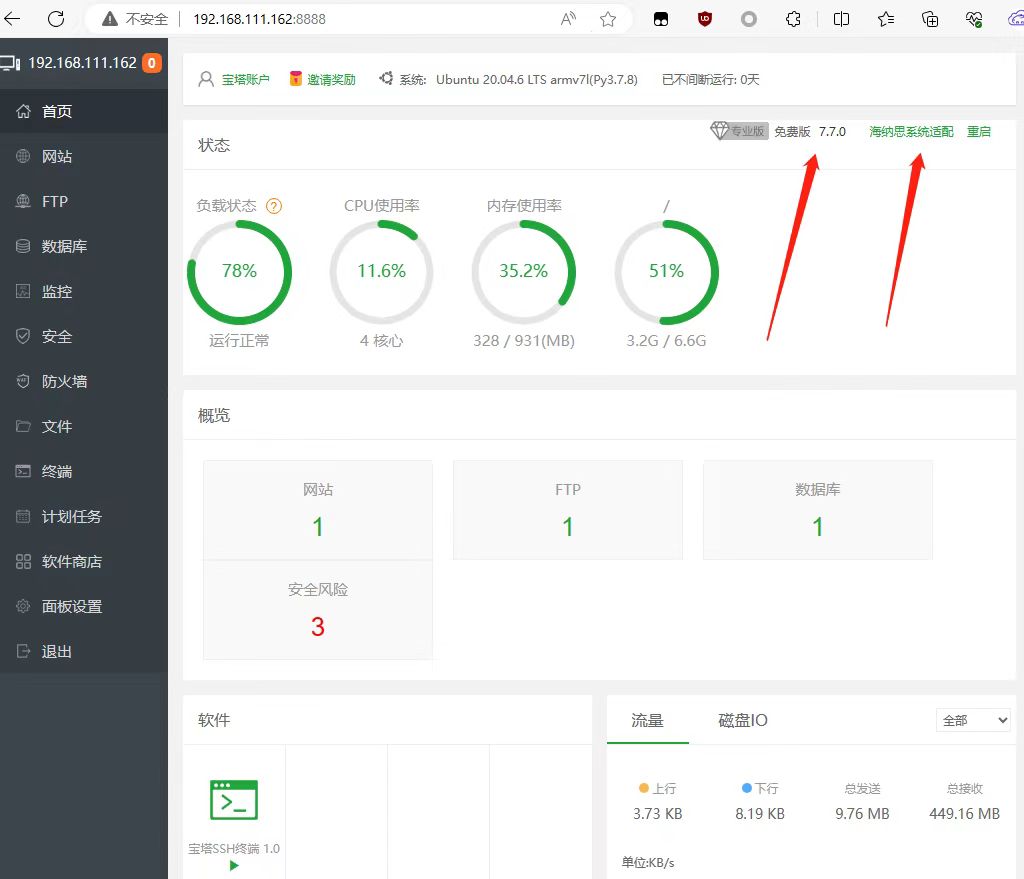 不安全 192.168.111.162:8888
192.168.111.162 0
首页
网站
FTP
数据库
监控
安全
防火墙
文件
终端
计划任务
软件商店
面板设置
退出
宝塔账户 邀请奖励 系统: Ubuntu 20.04.6 LTS armv7l(Py3.7.8) 已不间断运行: 0天
状态 专业版 免费版 7.7.0 海纳思系统适配 重启
负载状态 ? CPU使用率 内存使用率 /
78% 11.6% 35.2% 51%
运行正常 4 核心 328 / 931(MB) 3.2G / 6.6G
概览
网站 FTP 数据库
1 1 1
安全风险
3
软件
宝塔SSH终端 1.0
流量 磁盘IO 全部
上行 下行 总发送 总接收
3.73 KB 8.19 KB 9.76 MB 449.16 MB
单位:KB/s